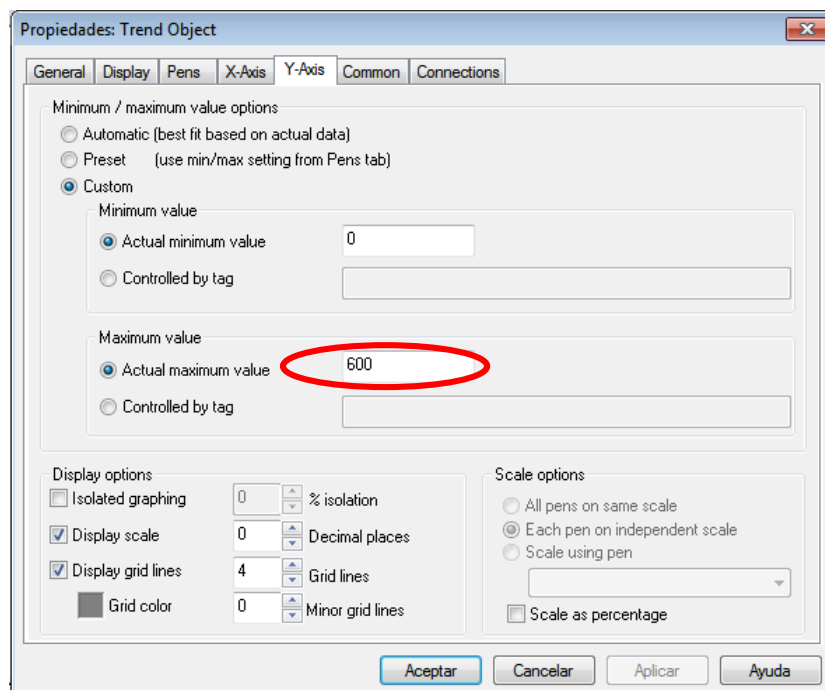 Propiedades: Trend Object
General Display Pens X-Axis Y-Axis Common Connections
Minimum / maximum value options
Automatic (best fit based on actual data)
Preset (use min/max setting from Pens tab)
Custom
Minimum value
Actual minimum value 0
Controlled by tag
Maximum value
Actual maximum value 600
Controlled by tag
Display options
Isolated graphing 0 % isolation
Display scale 0 Decimal places
Display grid lines 4 Grid lines
Grid color 0 Minor grid lines
Scale options
All pens on same scale
Each pen on independent scale
Scale using pen
Scale as percentage
Aceptar Cancelar Aplicar Ayuda